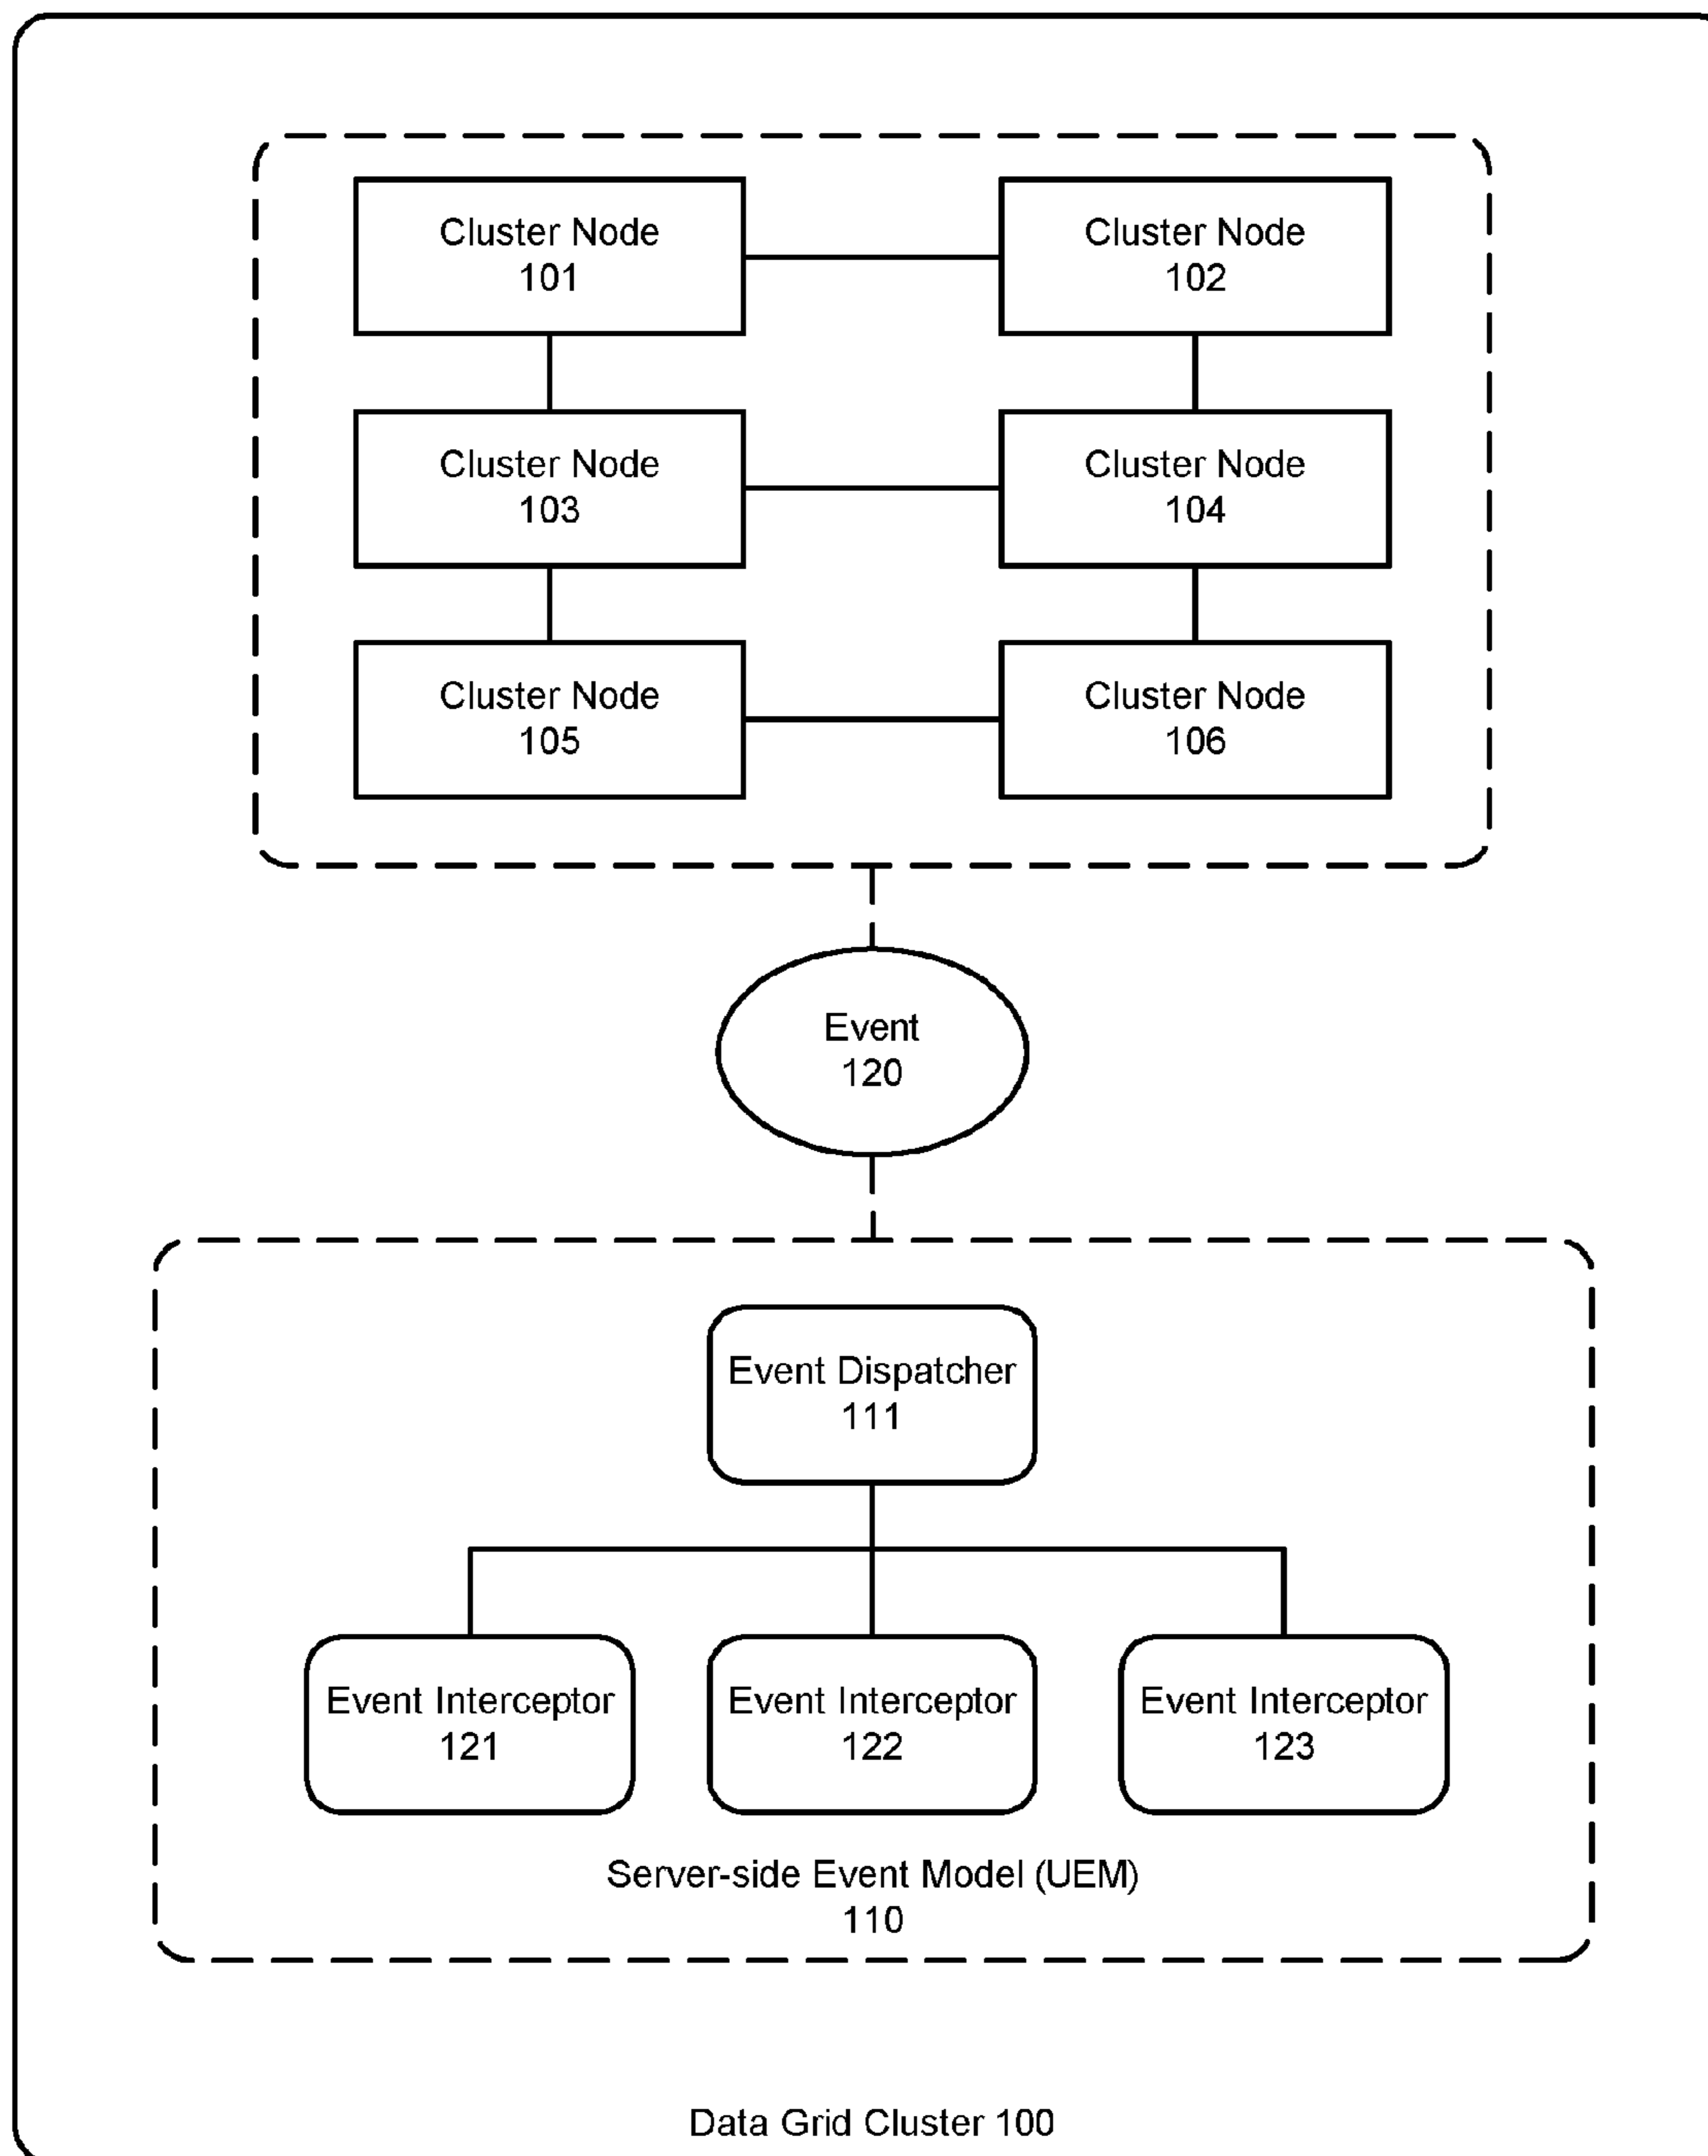 Cluster Node
101
Cluster Node
102
Cluster Node
103
Cluster Node
104
Cluster Node
105
Cluster Node
106
Event
120
Event Dispatcher
111
Event Interceptor
121
Event Interceptor
122
Event Interceptor
123
Server-side Event Model (UEM)
110
Data Grid Cluster 100